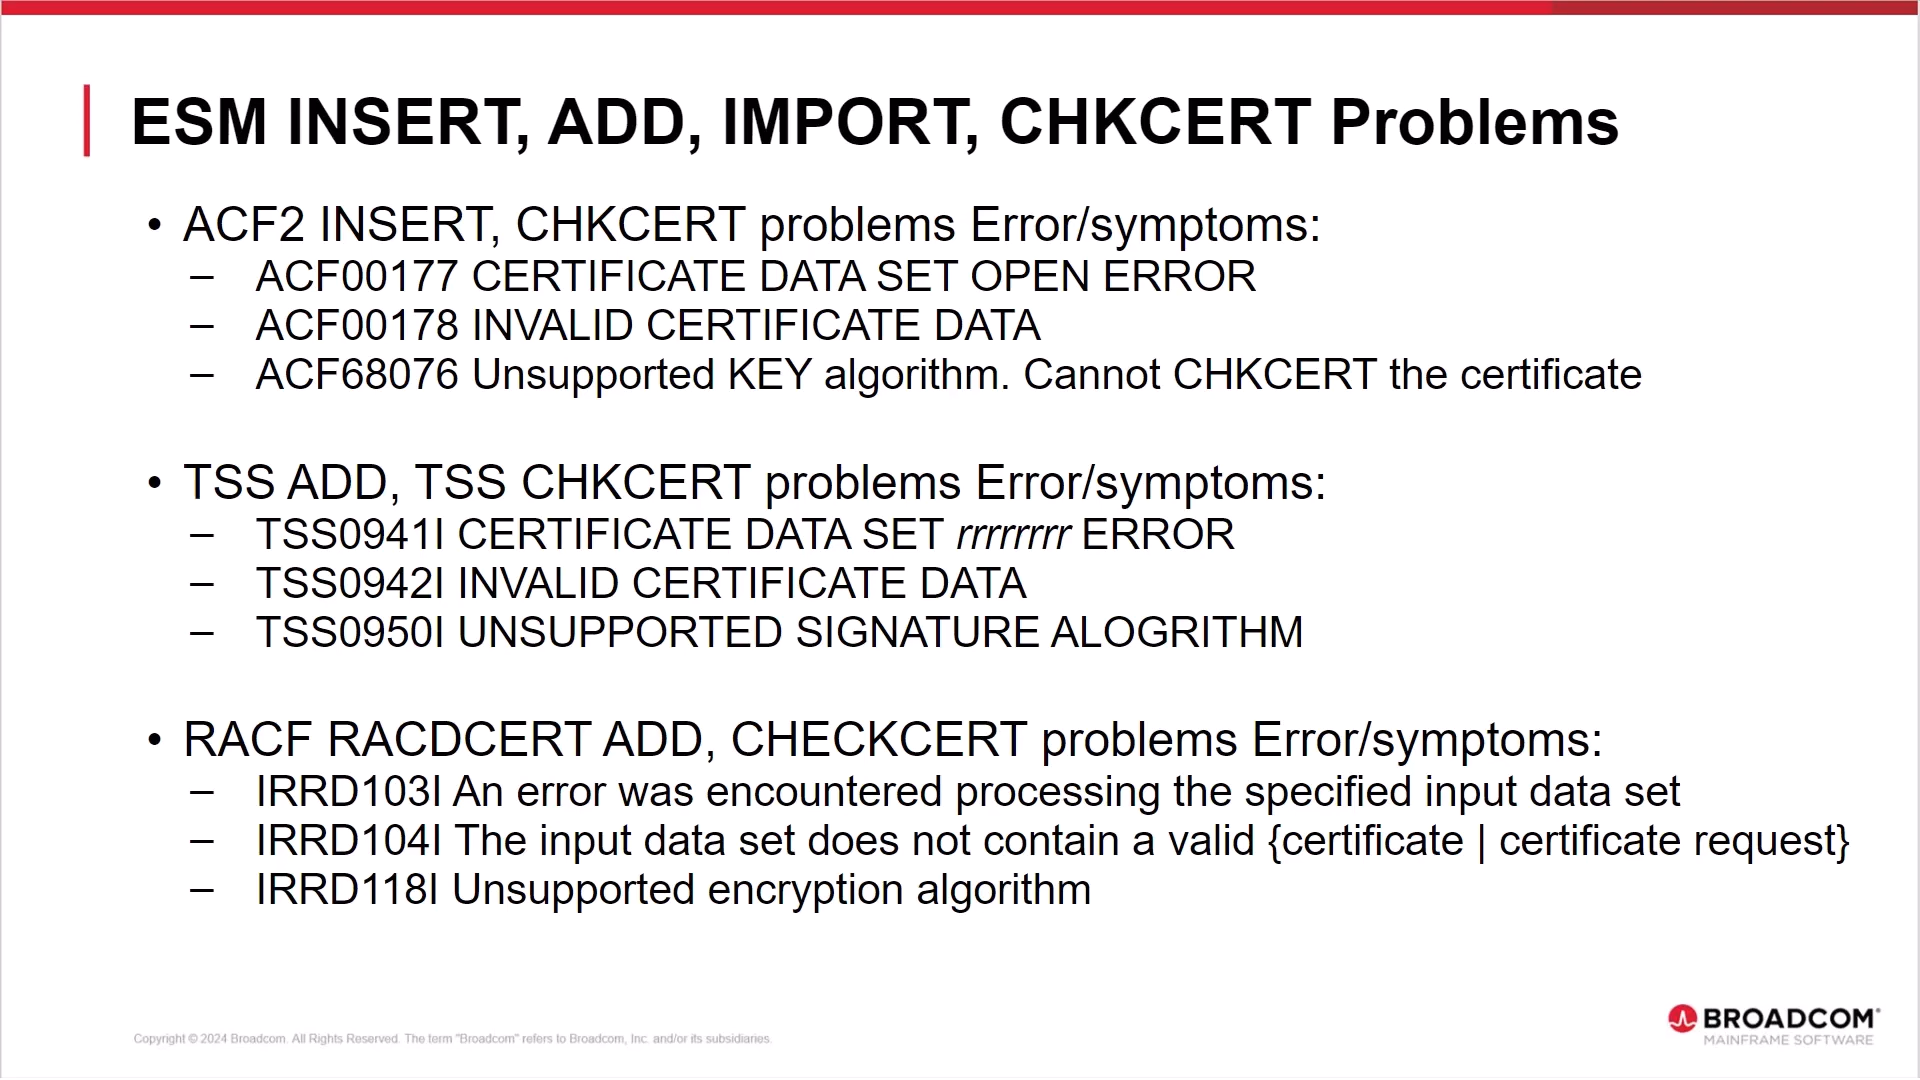 ESM INSERT, ADD, IMPORT, CHKCERT Problems
• ACF2 INSERT, CHKCERT problems Error/symptoms:
– ACF00177 CERTIFICATE DATA SET OPEN ERROR
– ACF00178 INVALID CERTIFICATE DATA
– ACF68076 Unsupported KEY algorithm. Cannot CHKCERT the certificate
• TSS ADD, TSS CHKCERT problems Error/symptoms:
– TSS0941I CERTIFICATE DATA SET rrrrrrrr ERROR
– TSS0942I INVALID CERTIFICATE DATA
– TSS0950I UNSUPPORTED SIGNATURE ALOGRITHM
• RACF RACDCERT ADD, CHECKCERT problems Error/symptoms:
– IRRD103I An error was encountered processing the specified input data set
– IRRD104I The input data set does not contain a valid {certificate | certificate request}
– IRRD118I Unsupported encryption algorithm
Copyright © 2024 Broadcom. All Rights Reserved. The term "Broadcom" refers to Broadcom, Inc. and/or its subsidiaries.
BROADCOM®
MAINFRAME SOFTWARE